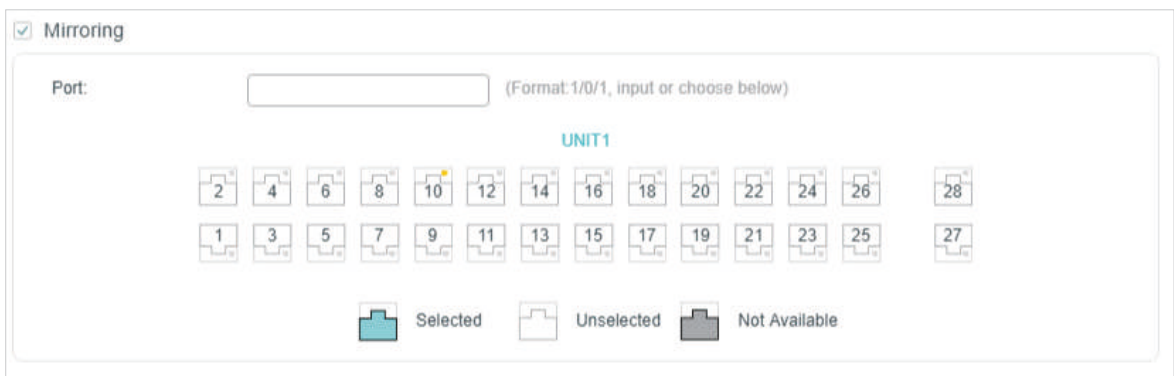 Mirroring
Port: (Format:1/0/1, input or choose below)
UNIT1
2 4 6 8 10 12 14 16 18 20 22 24 26 28
1 3 5 7 9 11 13 15 17 19 21 23 25 27
Selected Unselected Not Available